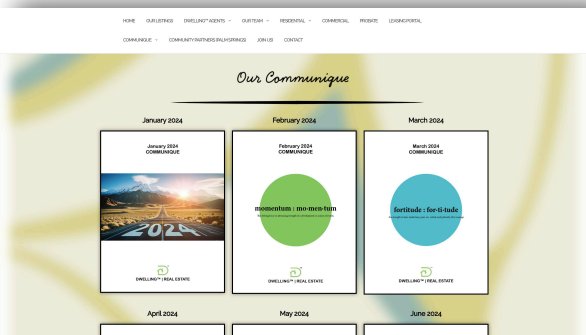 HOME OUR LISTINGS DWELLING™ AGENTS OUR TEAM RESIDENTIAL COMMERCIAL PROBATE LEASING PORTAL
COMMUNIQUE COMMUNITY PARTNERS (PALM SPRINGS) JOIN US! CONTACT
Our Communique
January 2024 February 2024 March 2024
January 2024 February 2024 March 2024
COMMUNIQUE COMMUNIQUE COMMUNIQUE
momentum : mo·men·tum fortitude : for·ti·tude
2024
DWELLING™ | REAL ESTATE DWELLING™ | REAL ESTATE DWELLING™ | REAL ESTATE
April 2024 May 2024 June 2024